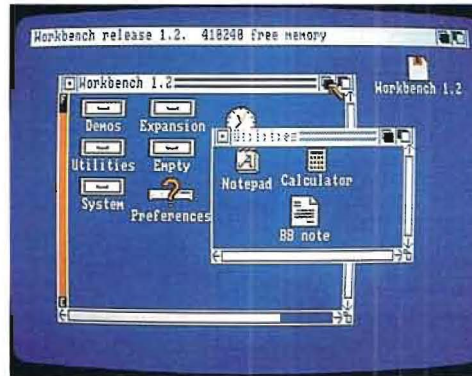 Workbench release 1.2. 418248 free memory
Workbench 1.2
Workbench 1.2
Demos Expansion
Utilities Empty
System Preferences
Utilities
Notepad Calculator
BB note